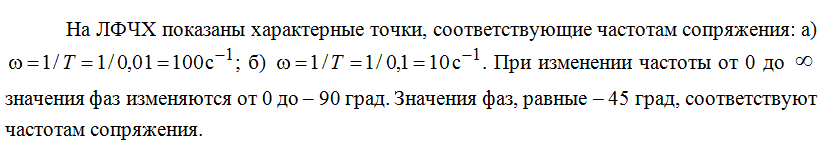 На ЛФЧХ показаны характерные точки, соответствующие частотам сопряжения: а)
ω = 1/T = 1/0,01 = 100 с⁻¹; б) ω = 1/T = 1/0,1 = 10 с⁻¹. При изменении частоты от 0 до ∞
значения фаз изменяются от 0 до – 90 град. Значения фаз, равные – 45 град, соответствуют
частотам сопряжения.